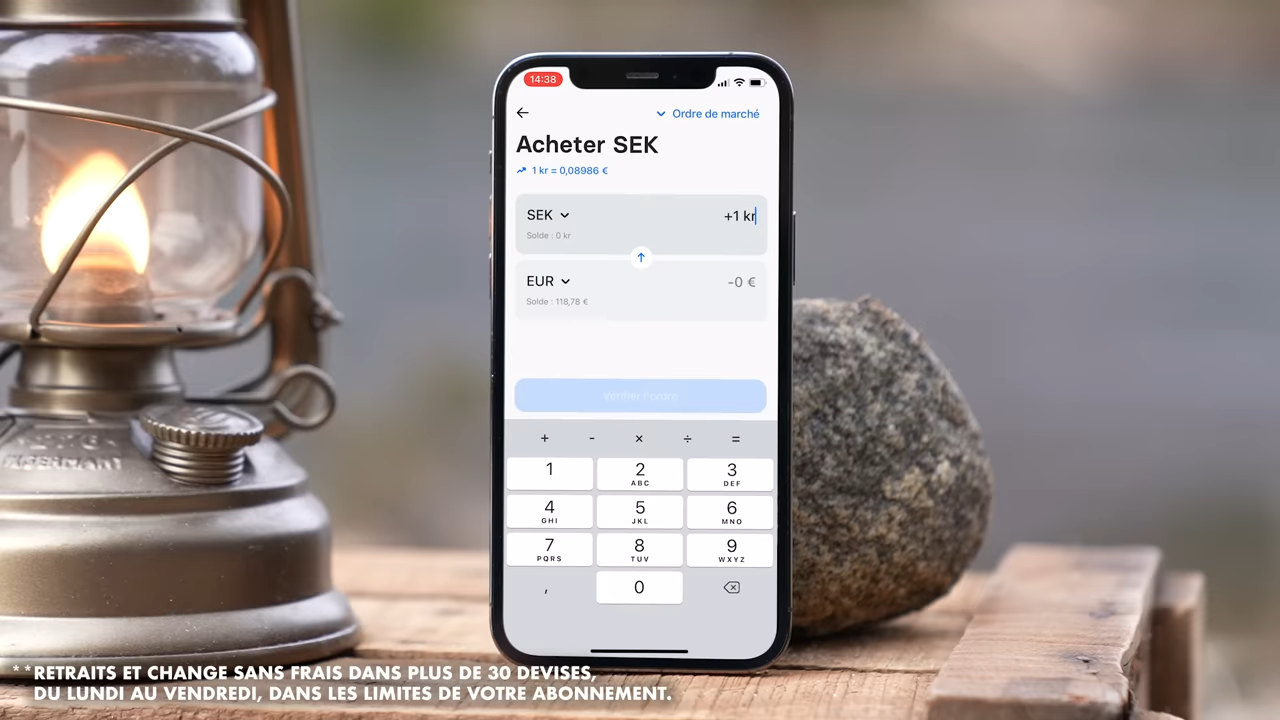 14:38
Ordre de marché
Acheter SEK
1 kr = 0,08986 €
SEK
+1 kr
Solde : 0 kr
EUR
-0 €
Solde : 118,78 €
Vérifier l'ordre
+ - × ÷ =
1 2 3
ABC DEF
4 5 6
GHI JKL MNO
7 8 9
PQRS TUV WXYZ
, 0
**RETRAITS ET CHANGE SANS FRAIS DANS PLUS DE 30 DEVISES,
DU LUNDI AU VENDREDI, DANS LES LIMITES DE VOTRE ABONNEMENT.